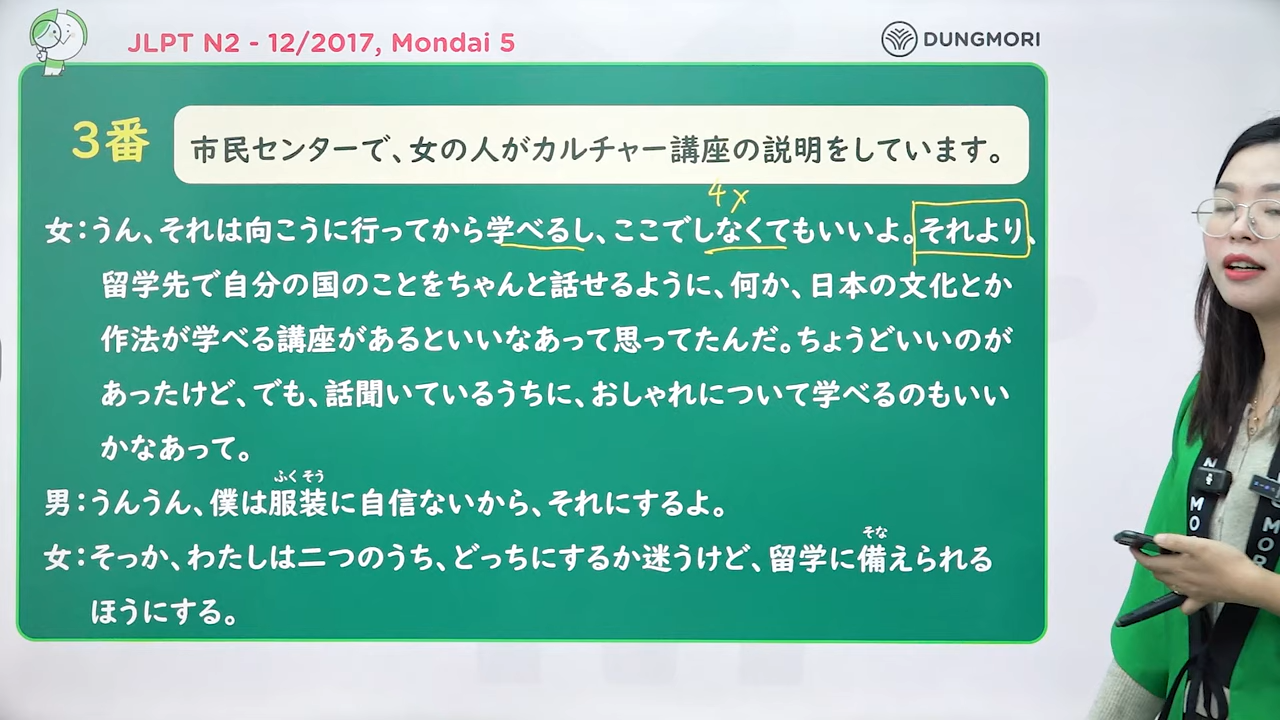 JLPT N2 - 12/2017, Mondai 5
DUNGMORI
3番
市民センターで、女の人がカルチャー講座の説明をしています。
4 x
女：うん、それは向こうに行ってから学べるし、ここでしなくてもいいよ。それより、
留学先で自分の国のことをちゃんと話せるように、何か、日本の文化とか
作法が学べる講座があるといいなあって思ってたんだ。ちょうどいいのが
あったけど、でも、話聞いているうちに、おしゃれについて学べるのもいい
かなあって。
ふくそう
男：うんうん、僕は服装に自信ないから、それにするよ。
そな
女：そっか、わたしは二つのうち、どっちにするか迷うけど、留学に備えられる
ほうにする。